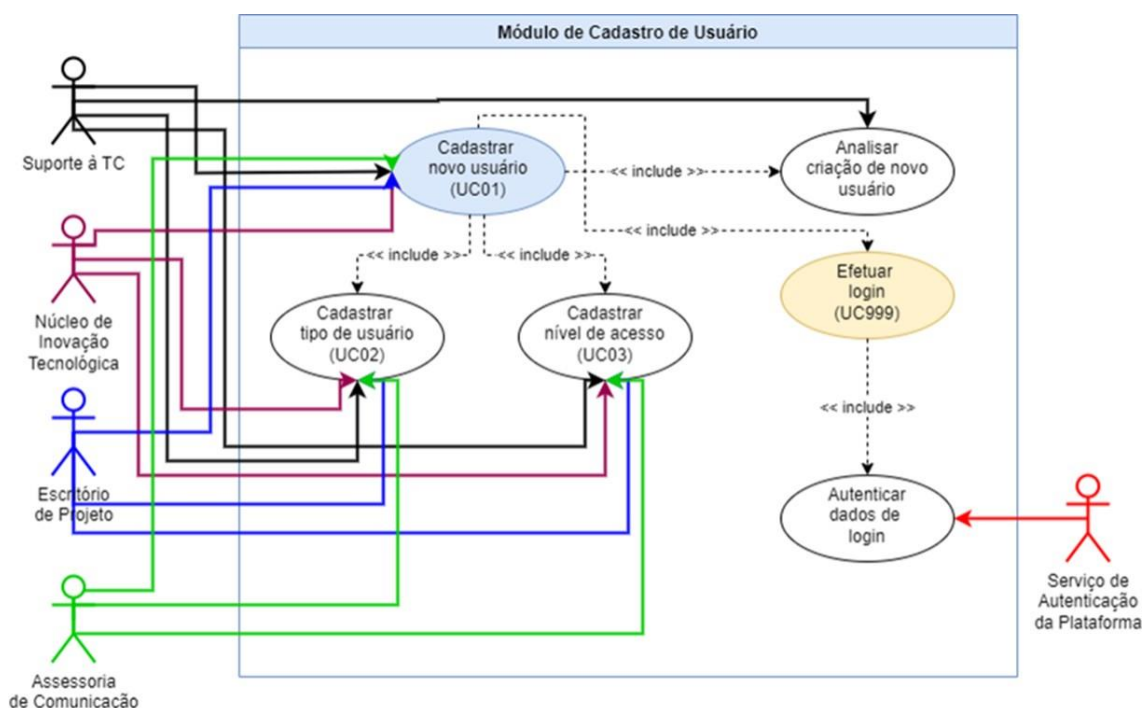 Módulo de Cadastro de Usuário
Suporte à TC
Cadastrar
novo usuário
(UC01)
<< include >>
Analisar
criação de novo
usuário
<< include >>
<< include >>
<< include >>
Efetuar
login
(UC999)
Núcleo de
Inovação
Tecnológica
Cadastrar
tipo de usuário
(UC02)
Cadastrar
nível de acesso
(UC03)
<< include >>
Escritório
de Projeto
Autenticar
dados de
login
Serviço de
Autenticação
da Plataforma
Assessoria
de Comunicação